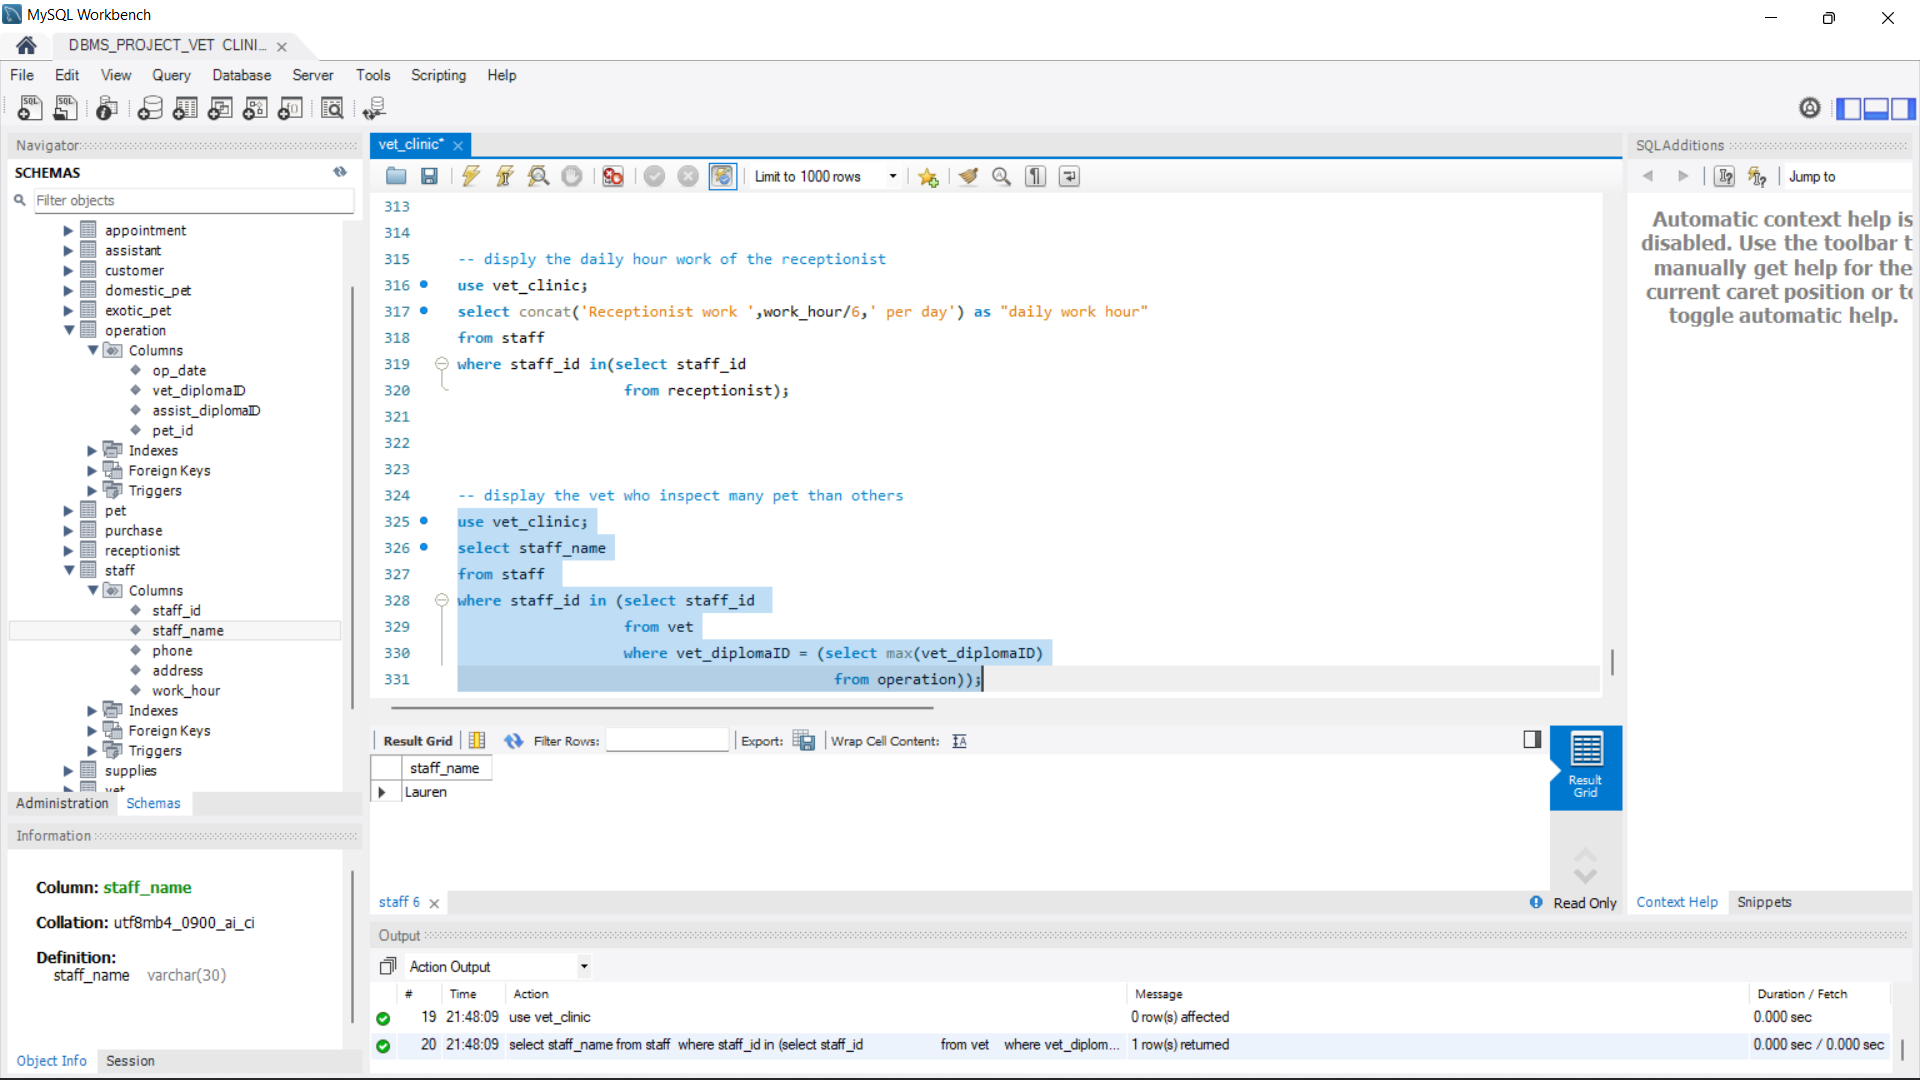 MySQL Workbench
DBMS_PROJECT_VET CLINI...
File Edit View Query Database Server Tools Scripting Help
Navigator
SCHEMAS
Filter objects
appointment
assistant
customer
domestic_pet
exotic_pet
operation
Columns
op_date
vet_diplomaID
assist_diplomaID
pet_id
Indexes
Foreign Keys
Triggers
pet
purchase
receptionist
staff
Columns
staff_id
staff_name
phone
address
work_hour
Indexes
Foreign Keys
Triggers
supplies
vet
Administration Schemas
Information
Column: staff_name
Collation: utf8mb4_0900_ai_ci
Definition:
staff_name varchar(30)
Object Info Session
vet_clinic*
Limit to 1000 rows
313
314
315 -- disply the daily hour work of the receptionist
316 use vet_clinic;
317 select concat('Receptionist work ',work_hour/6,' per day') as "daily work hour"
318 from staff
319 where staff_id in(select staff_id
320 from receptionist);
321
322
323
324 -- display the vet who inspect many pet than others
325 use vet_clinic;
326 select staff_name
327 from staff
328 where staff_id in (select staff_id
329 from vet
330 where vet_diplomaID = (select max(vet_diplomaID)
331 from operation));
Result Grid Filter Rows: Export: Wrap Cell Content:
staff_name
Lauren
Result
Grid
staff 6
Read Only
SQLAdditions
Jump to
Automatic context help is
disabled. Use the toolbar t
manually get help for the
current caret position or to
toggle automatic help.
Context Help Snippets
Output
Action Output
# Time Action Message Duration / Fetch
19 21:48:09 use vet_clinic 0 row(s) affected 0.000 sec
20 21:48:09 select staff_name from staff where staff_id in (select staff_id from vet where vet_diplom... 1 row(s) returned 0.000 sec / 0.000 sec